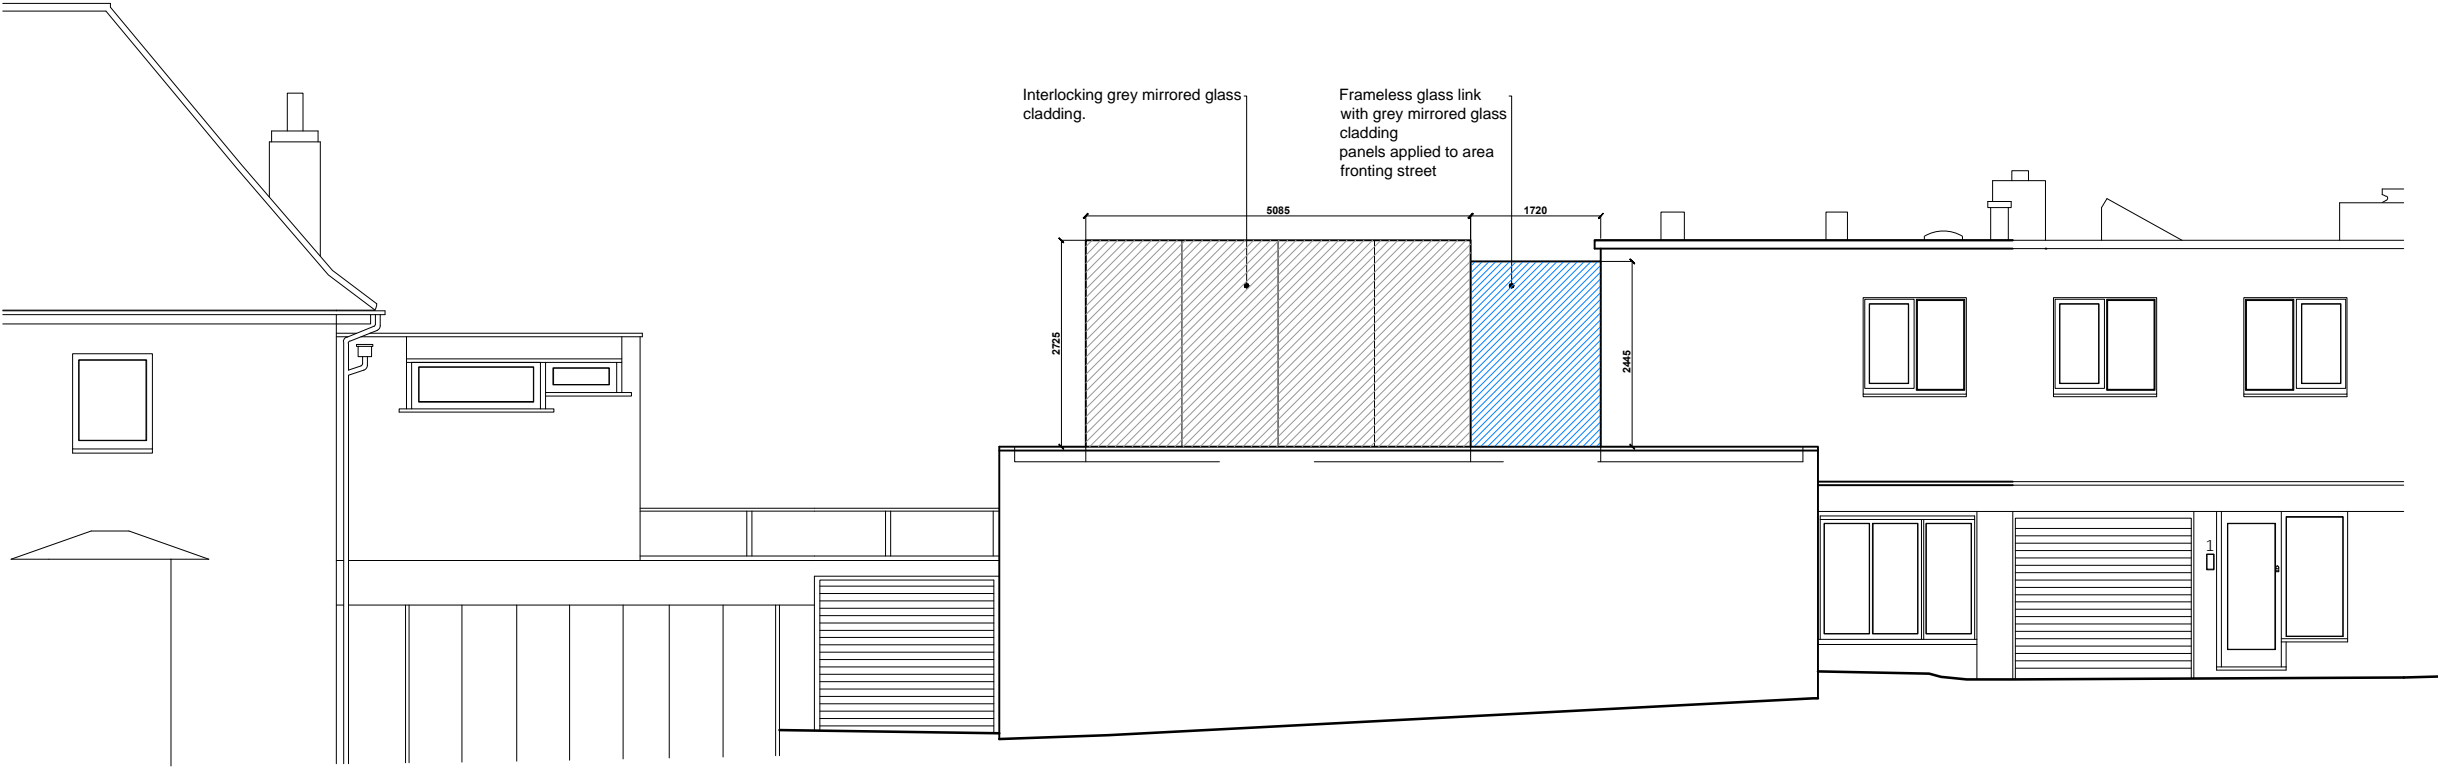 Interlocking grey mirrored glass
cladding.
Frameless glass link
with grey mirrored glass
cladding
panels applied to area
fronting street
5085
1720
2725
2445
1